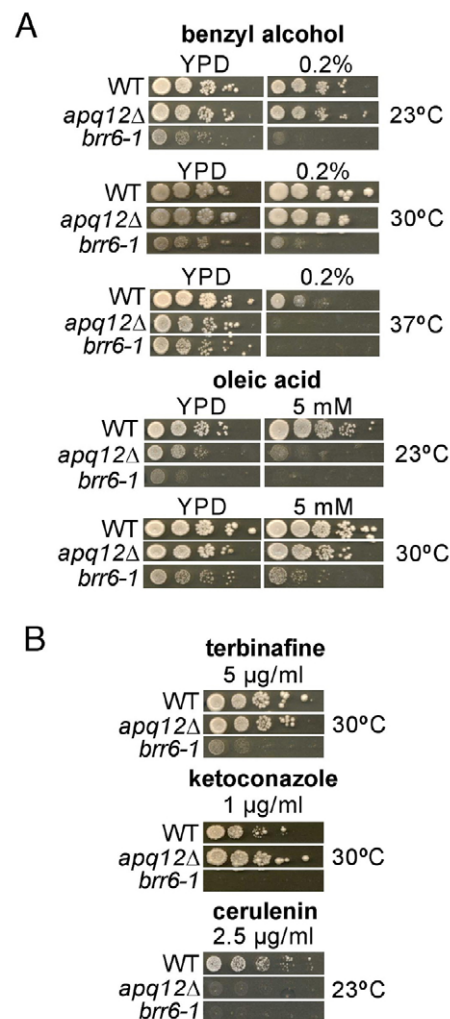 A
benzyl alcohol
YPD 0.2%
WT
apq12Δ 23ºC
brr6-1
YPD 0.2%
WT
apq12Δ 30ºC
brr6-1
YPD 0.2%
WT
apq12Δ 37ºC
brr6-1
oleic acid
YPD 5 mM
WT
apq12Δ 23ºC
brr6-1
YPD 5 mM
WT
apq12Δ 30ºC
brr6-1
B
terbinafine
5 µg/ml
WT
apq12Δ 30ºC
brr6-1
ketoconazole
1 µg/ml
WT
apq12Δ 30ºC
brr6-1
cerulenin
2.5 µg/ml
WT
apq12Δ 23ºC
brr6-1